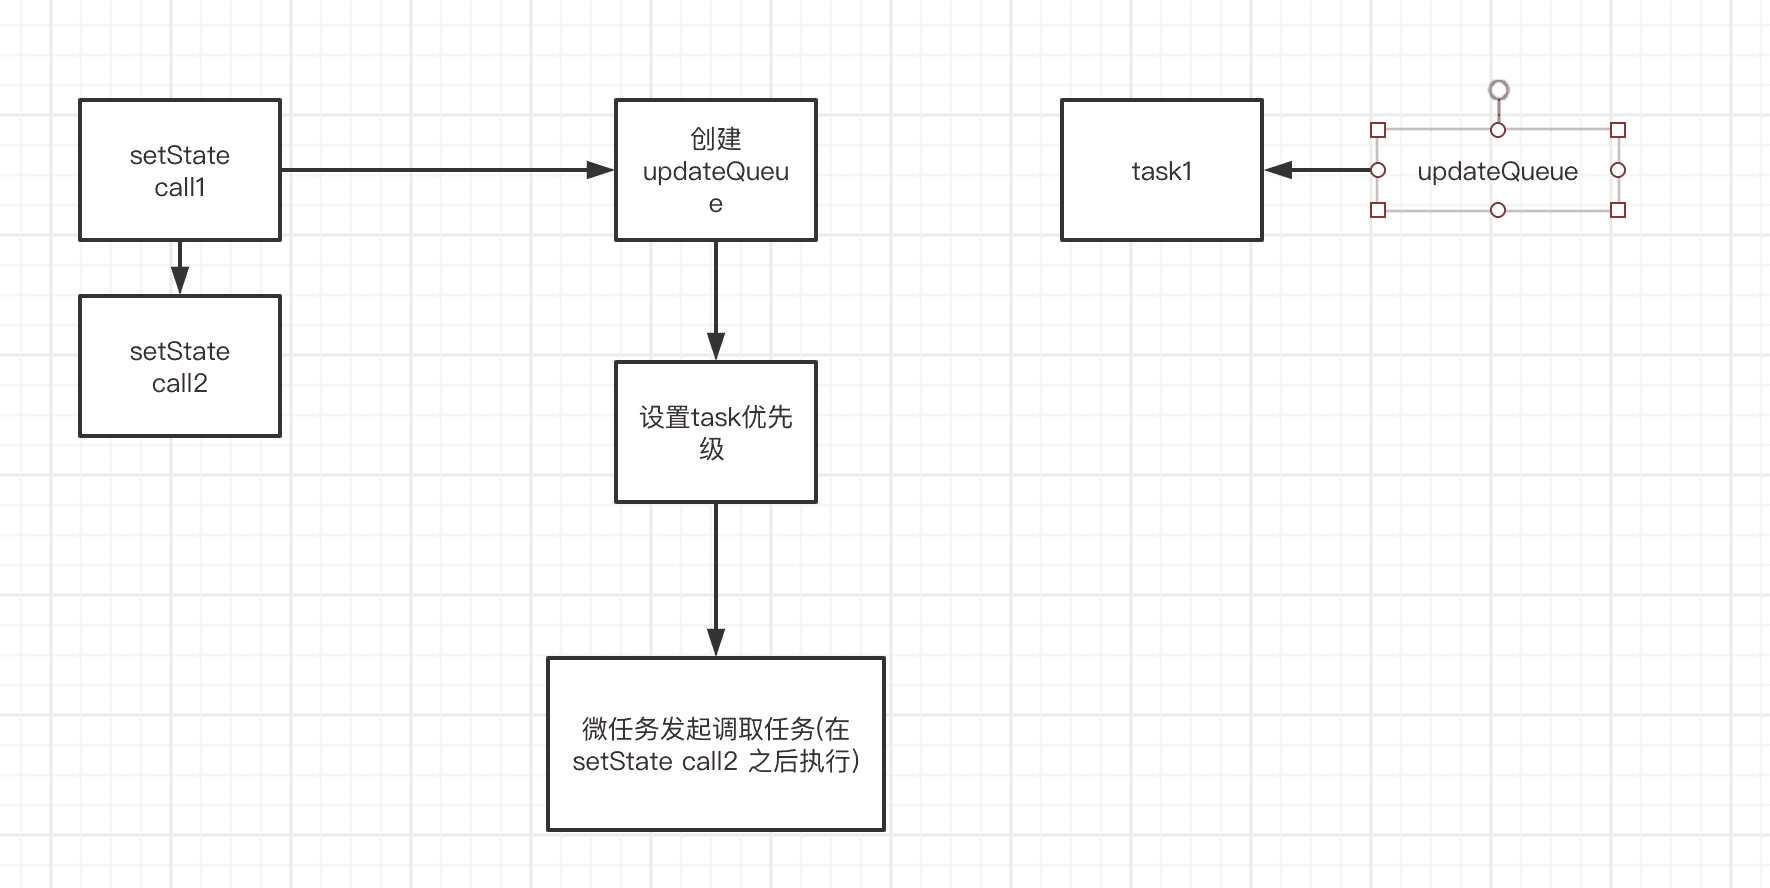 setState
call1
创建
updateQueu
e
task1
updateQueue
setState
call2
设置task优先
级
微任务发起调取任务(在
setState call2 之后执行)